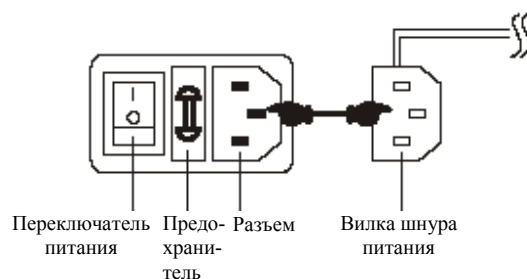 Переключатель
питания
Предо-
храни-
тель
Разъем
Вилка шнура
питания